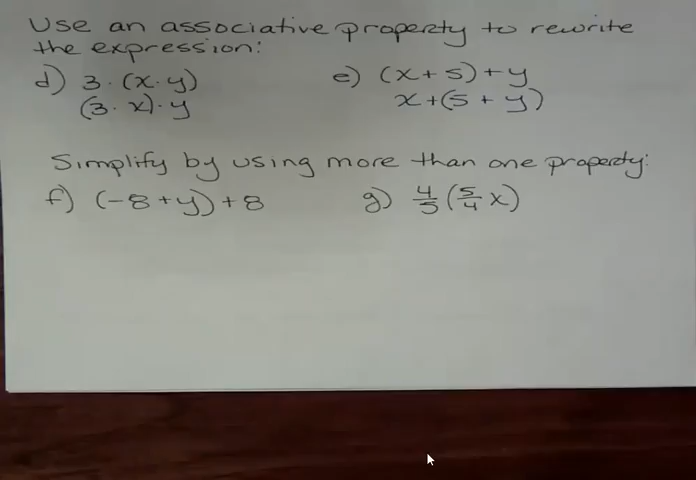 Use an associative property to rewrite
the expression:
d) 3 · (x · y) e) (x + 5) + y
(3 · x) · y x + (5 + y)
Simplify by using more than one property:
f) (-8 + y) + 8 g) 4/5 (5/4 x)